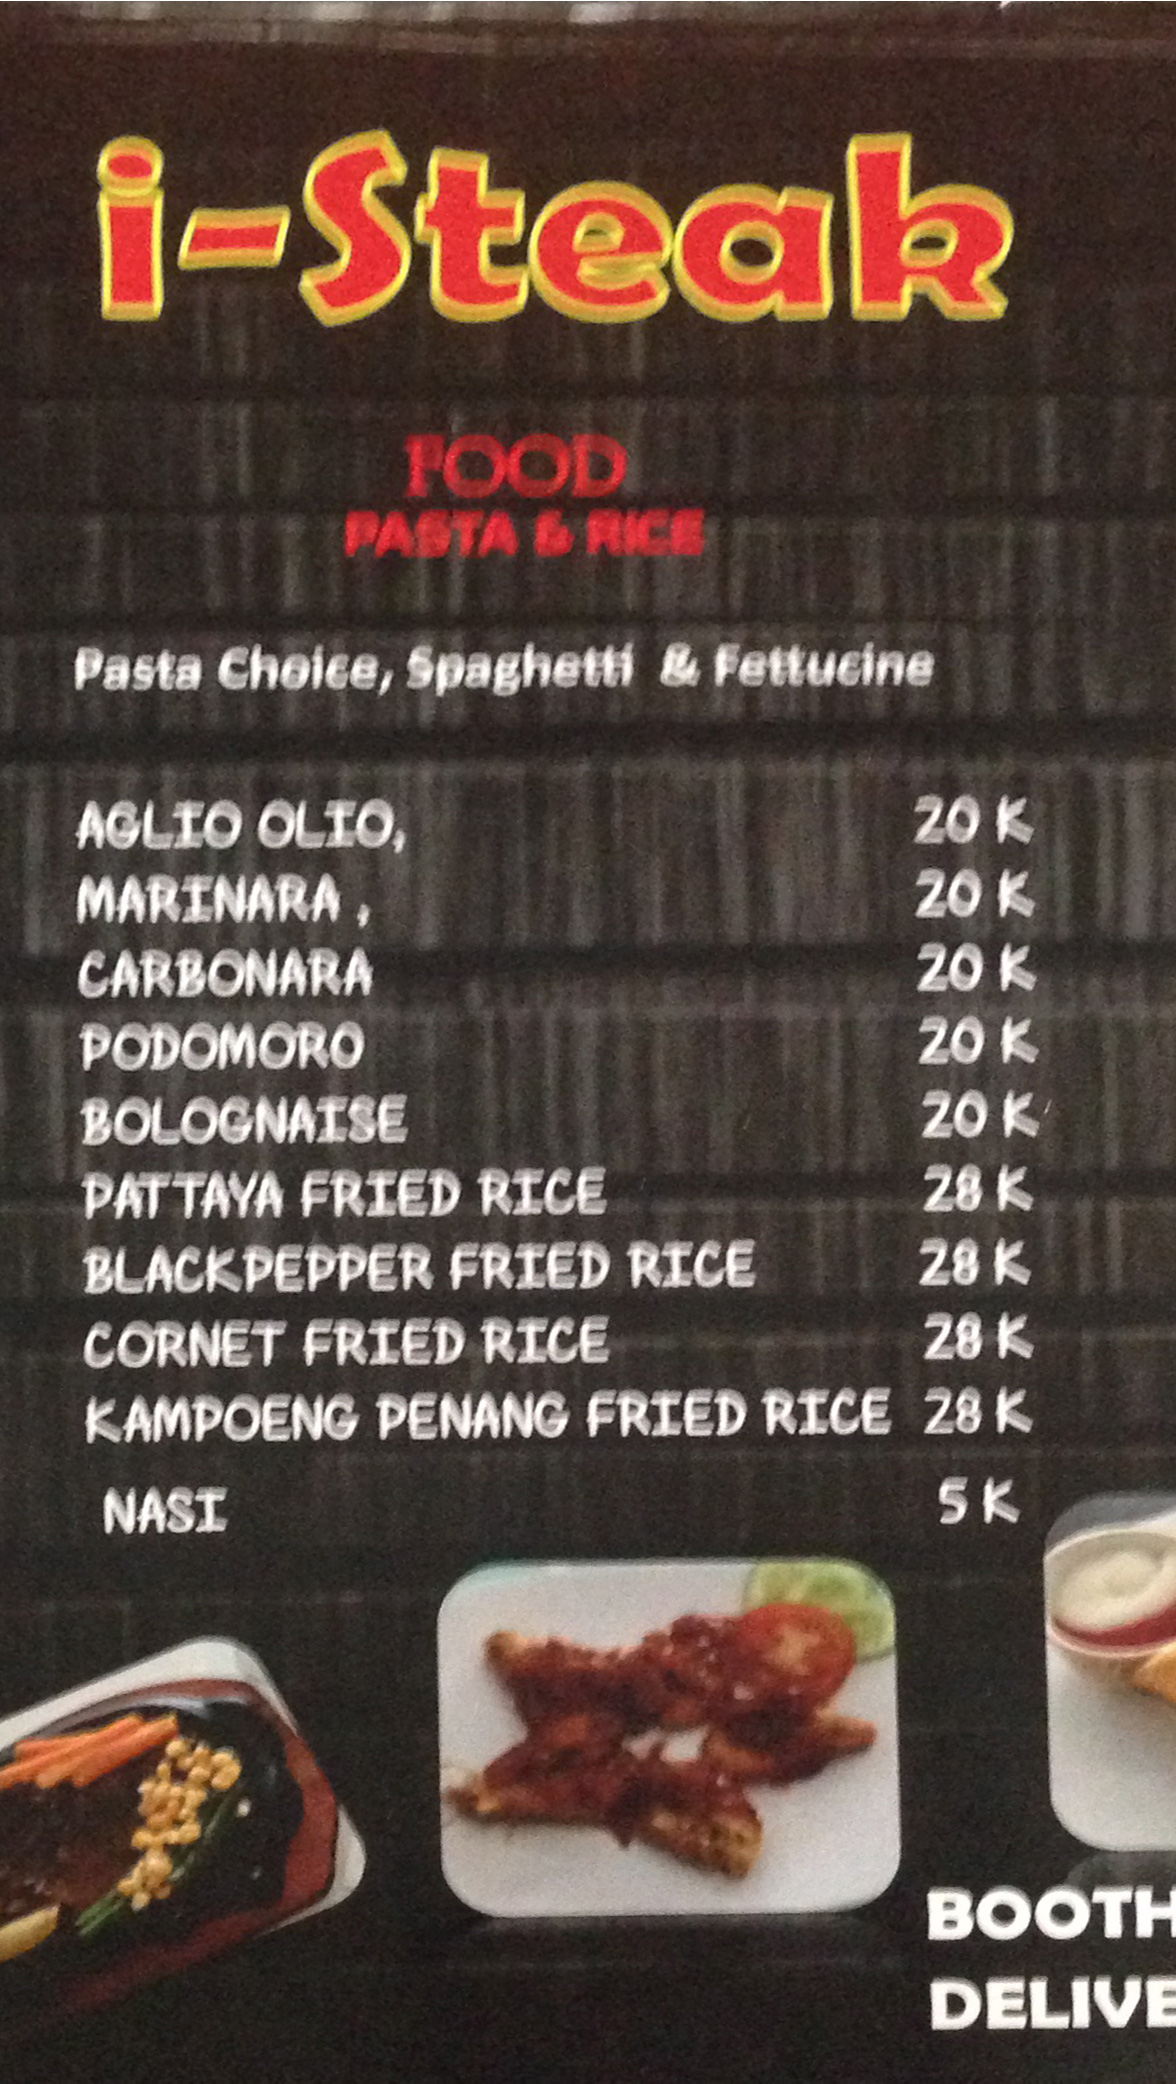 i-Steak
FOOD
PASTA & RICE
Pasta Choice, Spaghetti & Fettucine
AGLIO OLIO, 20 K
MARINARA , 20 K
CARBONARA 20 K
PODOMORO 20 K
BOLOGNAISE 20 K
PATTAYA FRIED RICE 28 K
BLACKPEPPER FRIED RICE 28 K
CORNET FRIED RICE 28 K
KAMPOENG PENANG FRIED RICE 28 K
NASI 5 K
BOOTH
DELIVE